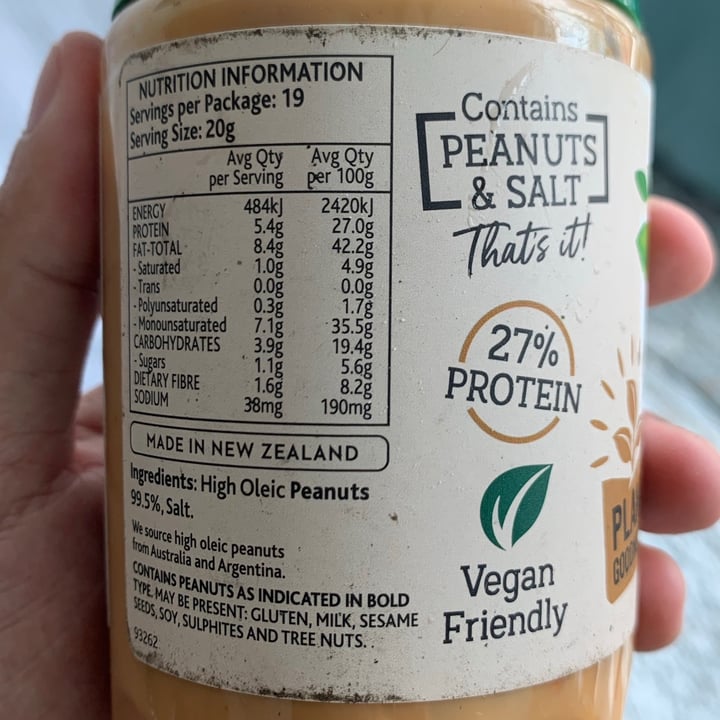 NUTRITION INFORMATION
Servings per Package: 19
Serving Size: 20g
Avg Qty per Serving Avg Qty per 100g
ENERGY 484kJ 2420kJ
PROTEIN 5.4g 27.0g
FAT-TOTAL 8.4g 42.2g
- Saturated 1.0g 4.9g
- Trans 0.0g 0.0g
- Polyunsaturated 0.3g 1.7g
- Monounsaturated 7.1g 35.5g
CARBOHYDRATES 3.9g 19.4g
- Sugars 1.1g 5.6g
DIETARY FIBRE 1.6g 8.2g
SODIUM 38mg 190mg
MADE IN NEW ZEALAND
Ingredients: High Oleic Peanuts
99.5%, Salt.
We source high oleic peanuts
from Australia and Argentina.
CONTAINS PEANUTS AS INDICATED IN BOLD
TYPE. MAY BE PRESENT: GLUTEN, MILK, SESAME
SEEDS, SOY, SULPHITES AND TREE NUTS.
93262
Contains
PEANUTS
& SALT
That's it!
27%
PROTEIN
Vegan
Friendly